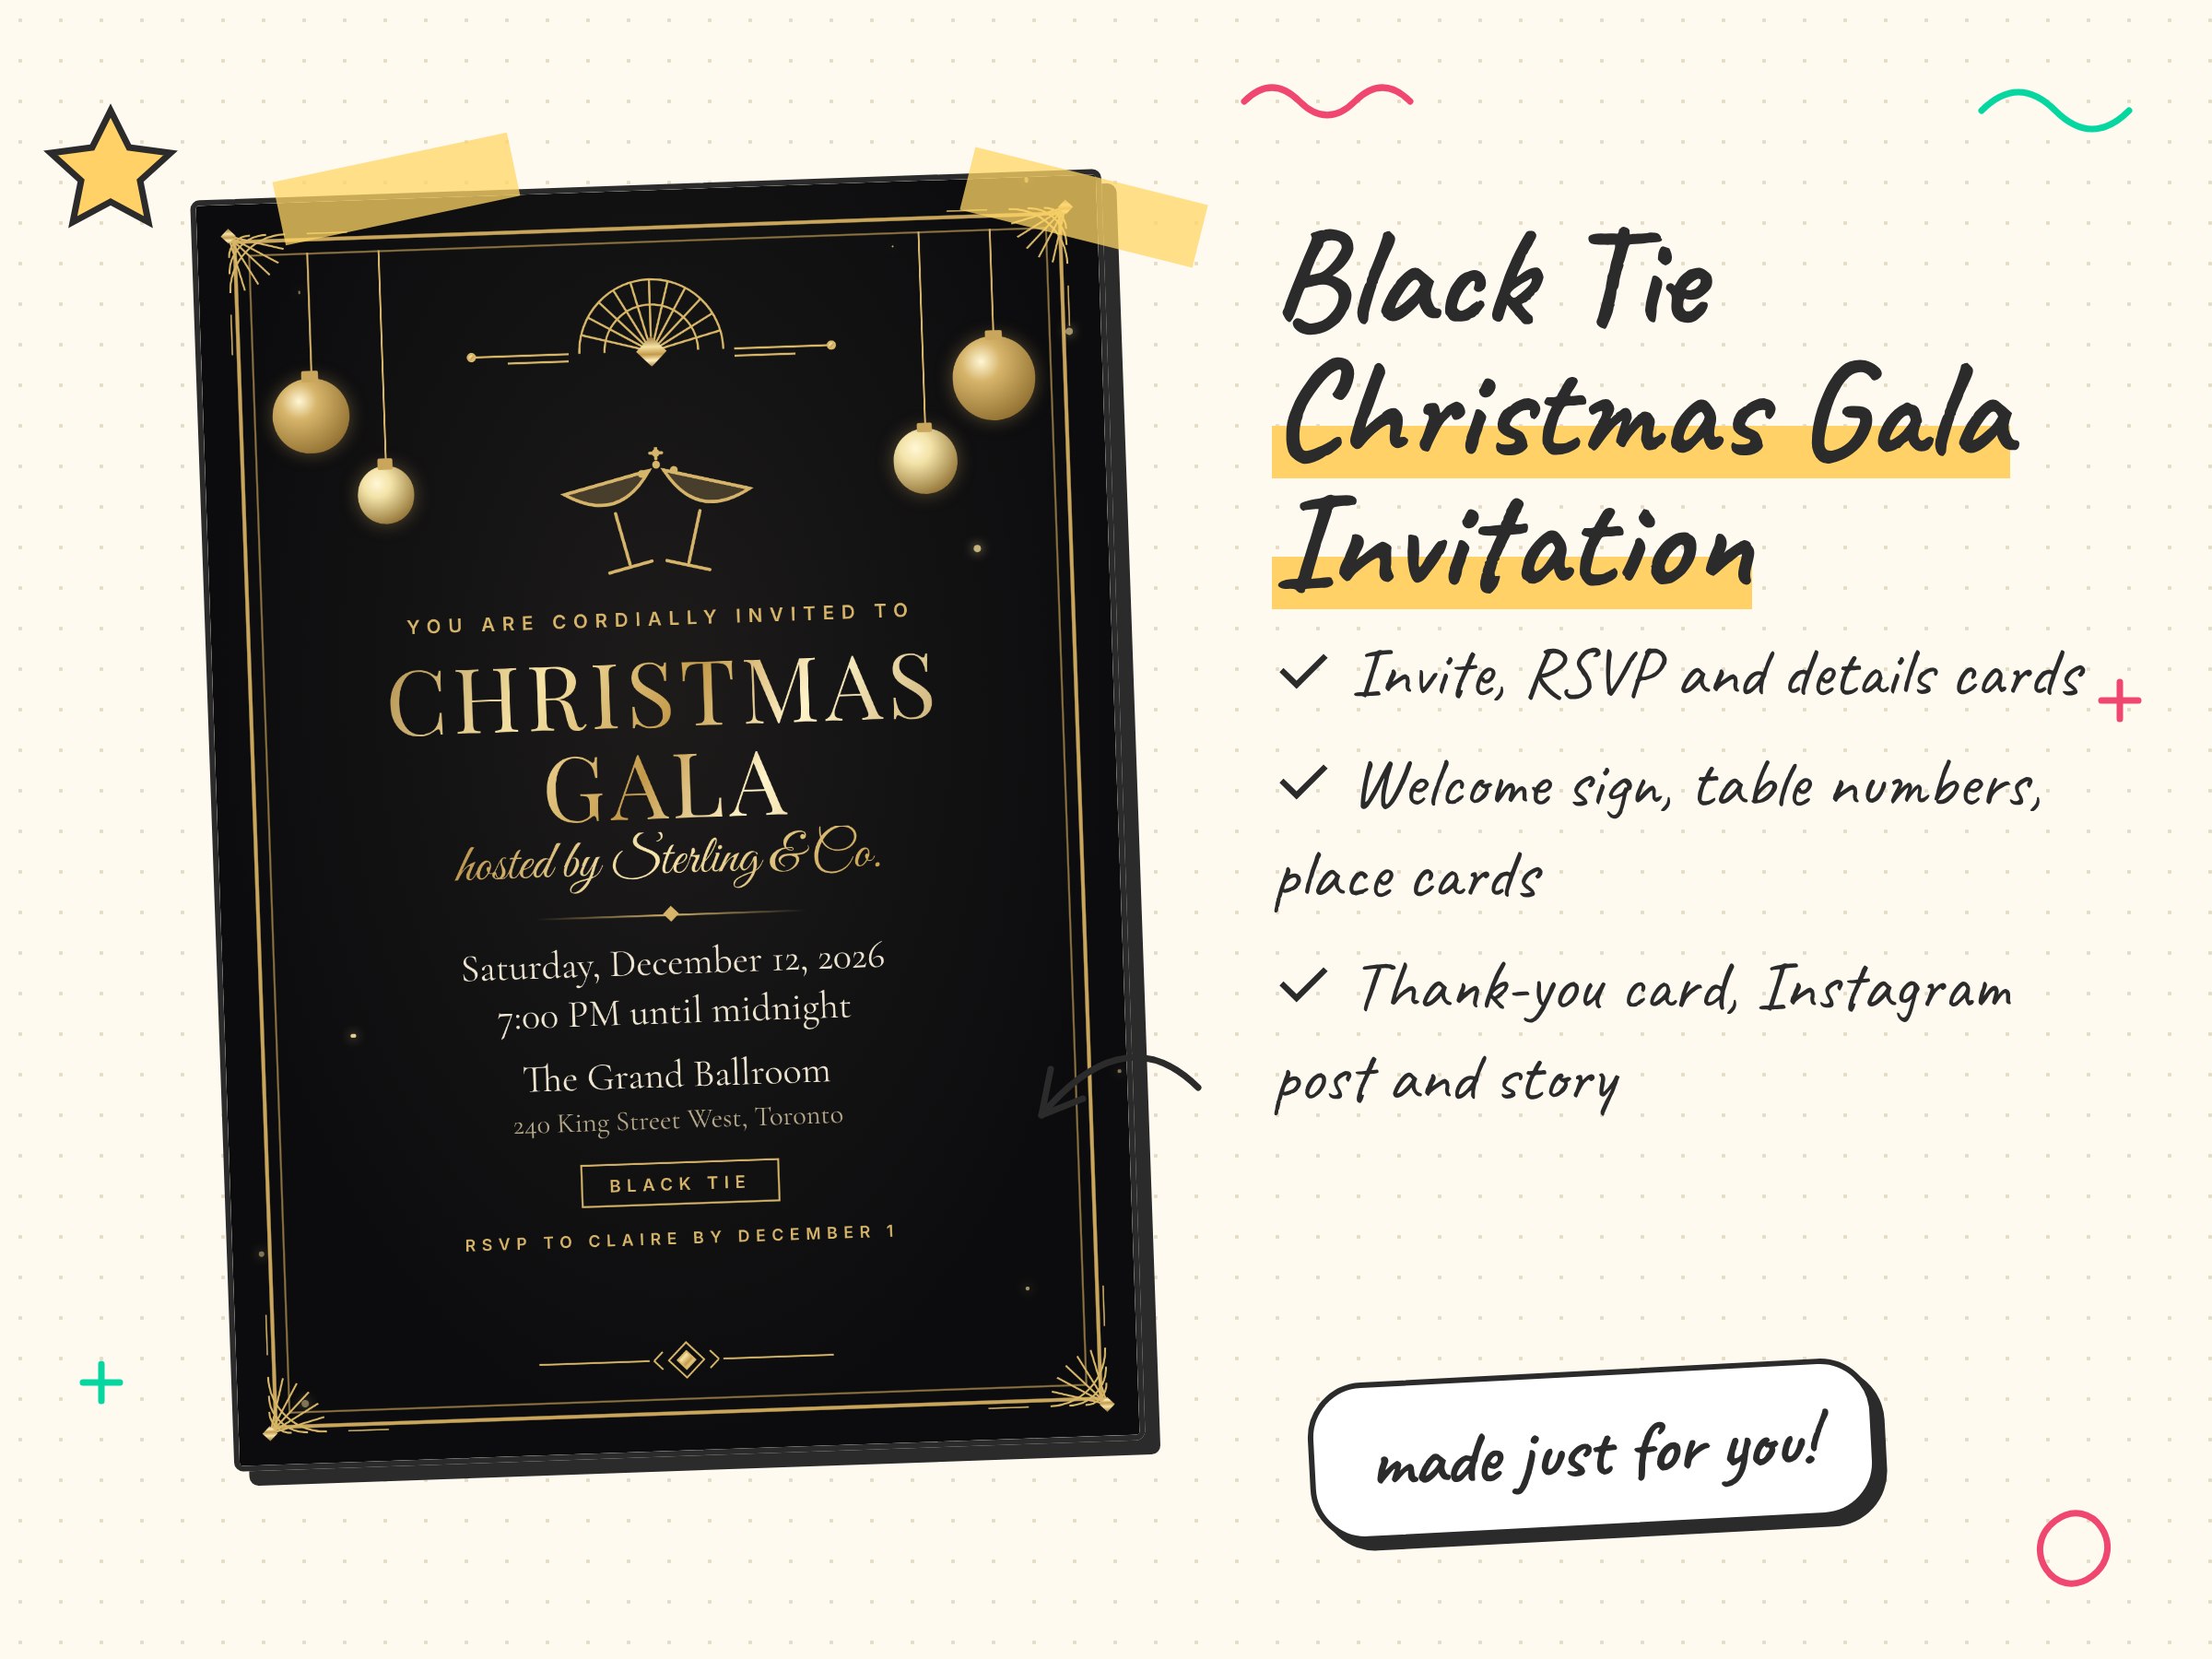 YOU ARE CORDIALLY INVITED TO
CHRISTMAS
GALA
hosted by Sterling & Co.
Saturday, December 12, 2026
7:00 PM until midnight
The Grand Ballroom
240 King Street West, Toronto
BLACK TIE
RSVP TO CLAIRE BY DECEMBER 1
Black Tie
Christmas Gala
Invitation
✓ Invite, RSVP and details cards
✓ Welcome sign, table numbers,
place cards
✓ Thank-you card, Instagram
post and story
made just for you!